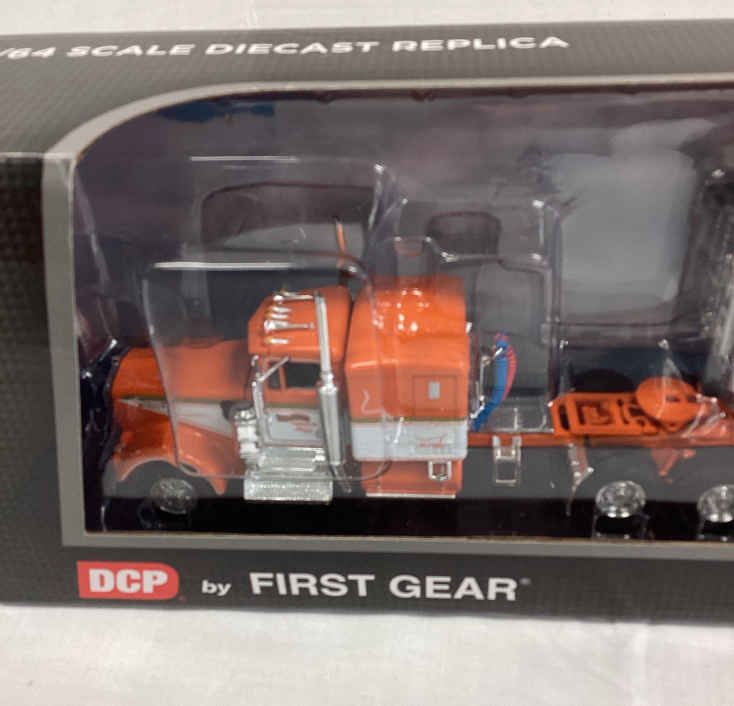 /64 SCALE DIECAST REPLICA
DCP by FIRST GEAR®